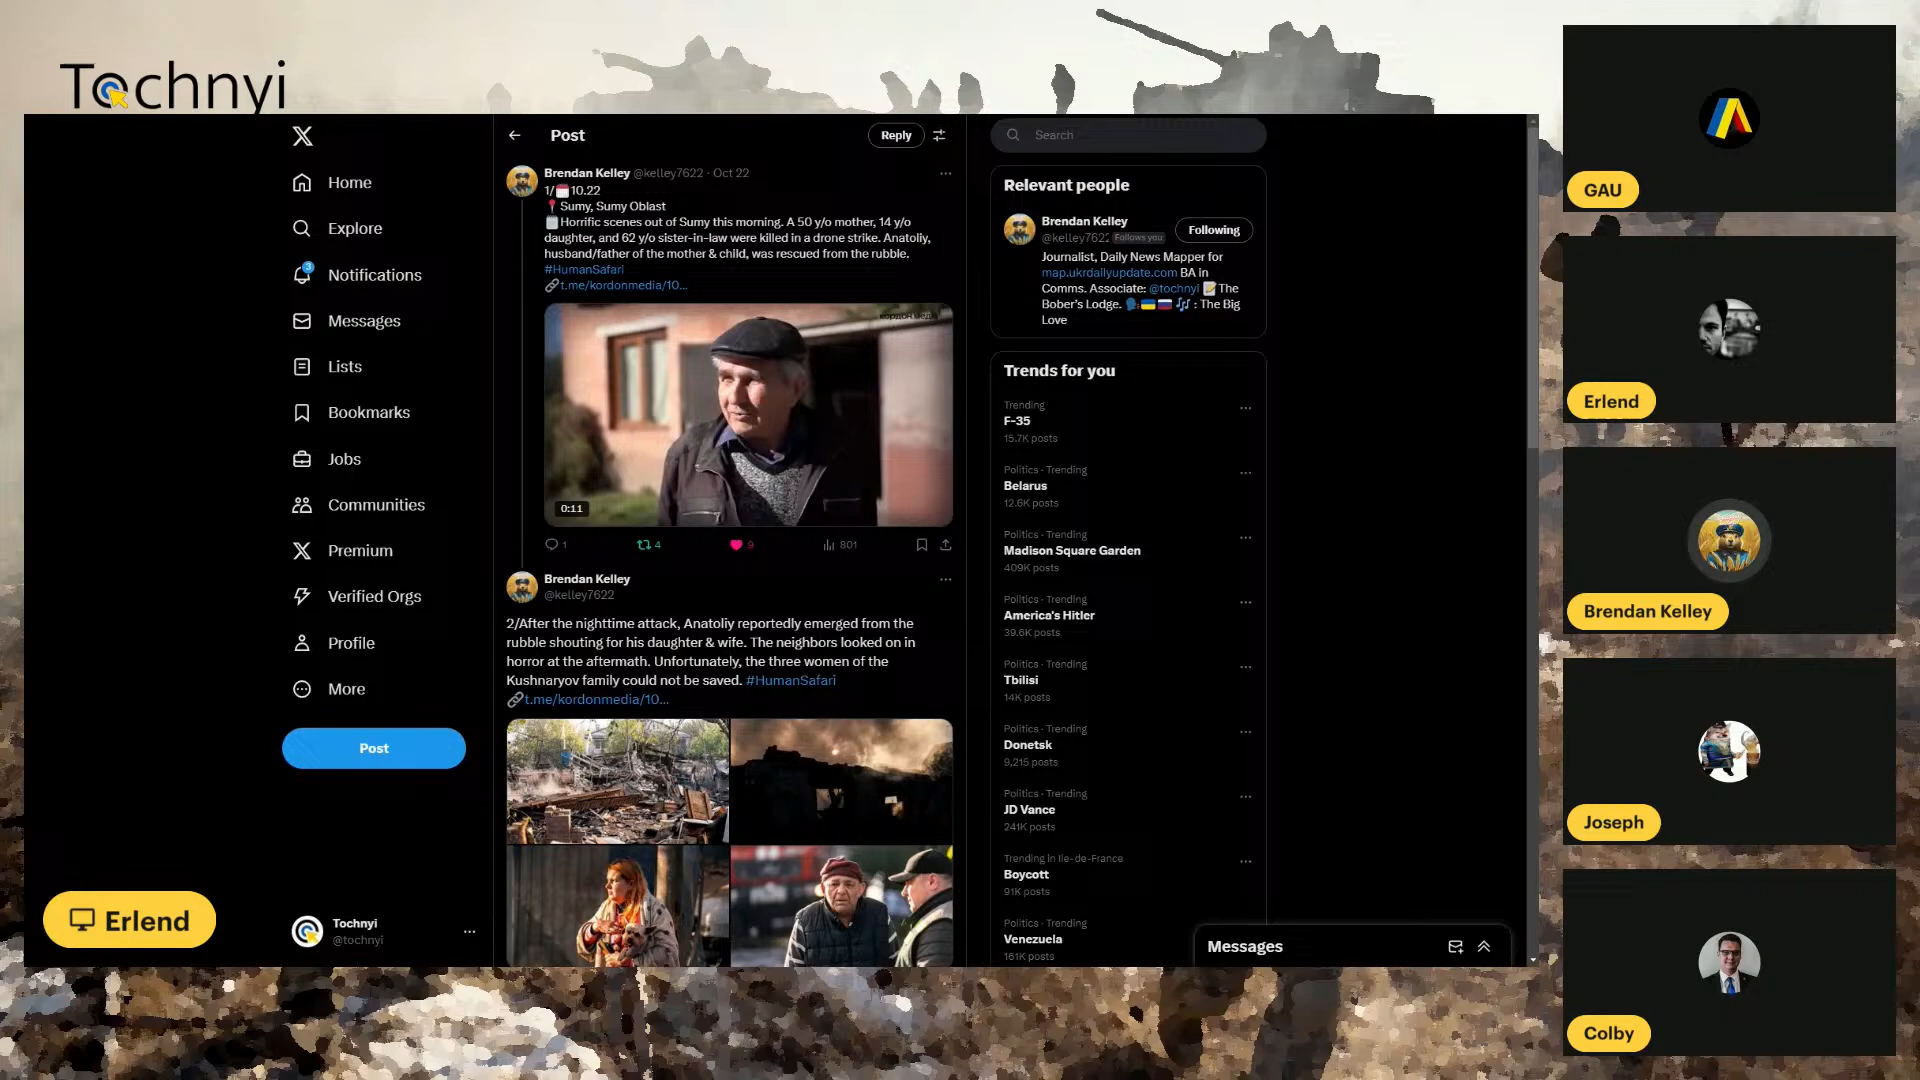 Tochnyi
Home
Explore
3
Notifications
Messages
Lists
Bookmarks
Jobs
Communities
Premium
Verified Orgs
Profile
More
Post
Tochnyi
@tochnyi
Erlend
Post
Reply
Brendan Kelley @kelley7622 · Oct 22
1/🗓️10.22
📍Sumy, Sumy Oblast
🗒️Horrific scenes out of Sumy this morning. A 50 y/o mother, 14 y/o
daughter, and 62 y/o sister-in-law were killed in a drone strike. Anatoliy,
husband/father of the mother & child, was rescued from the rubble.
#HumanSafari
🔗t.me/kordonmedia/10...
0:11
1
4
9
801
Brendan Kelley
@kelley7622
2/After the nighttime attack, Anatoliy reportedly emerged from the
rubble shouting for his daughter & wife. The neighbors looked on in
horror at the aftermath. Unfortunately, the three women of the
Kushnaryov family could not be saved. #HumanSafari
🔗t.me/kordonmedia/10...
Search
Relevant people
Brendan Kelley
@kelley7622 Follows you
Following
Journalist, Daily News Mapper for
map.ukrdailyupdate.com BA in
Comms. Associate: @tochnyi 📝The
Bober's Lodge. 🗣️:🇺🇦🇷🇺 🎶 : The Big
Love
Trends for you
Trending
F-35
15.7K posts
Politics · Trending
Belarus
12.6K posts
Politics · Trending
Madison Square Garden
409K posts
Politics · Trending
America's Hitler
39.6K posts
Politics · Trending
Tbilisi
14K posts
Politics · Trending
Donetsk
9,215 posts
Politics · Trending
JD Vance
241K posts
Trending in Ile-de-France
Boycott
91K posts
Politics · Trending
Venezuela
161K posts
Messages
GAU
Erlend
Brendan Kelley
Joseph
Colby